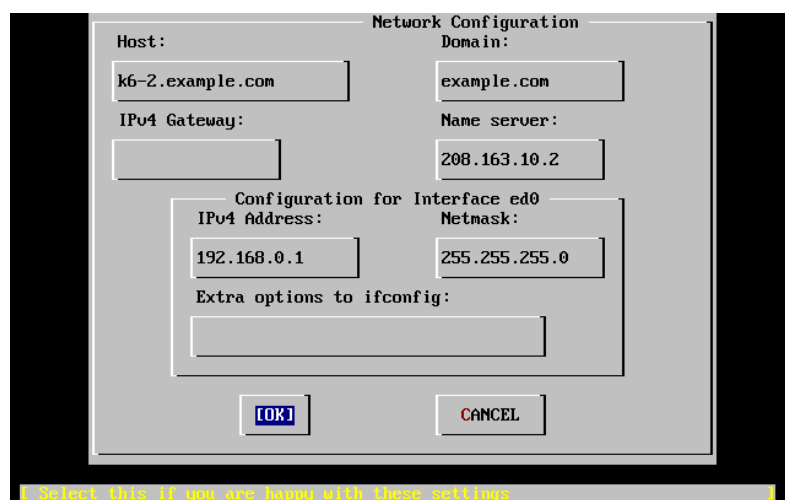 Network Configuration
Host: Domain:
k6-2.example.com example.com
IPv4 Gateway: Name server:
208.163.10.2
Configuration for Interface ed0
IPv4 Address: Netmask:
192.168.0.1 255.255.255.0
Extra options to ifconfig:
[OK] CANCEL
[ Select this if you are happy with these settings ]